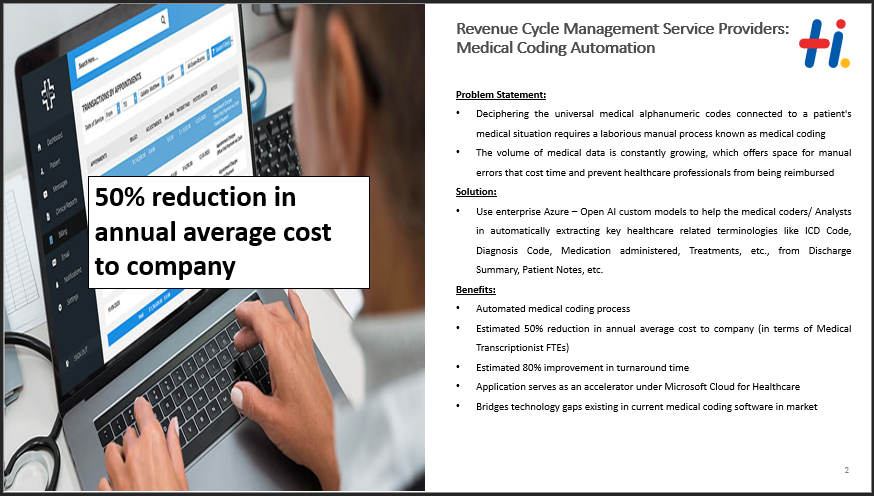 Search Here....
TRANSACTIONS BY APPOINTMENTS
Dashboard
Patient
Messages
Clinical Reports
Billing
Email
Notifications
Settings
SIGN OUT
50% reduction in
annual average cost
to company
Revenue Cycle Management Service Providers:
Medical Coding Automation
Hi
Problem Statement:
• Deciphering the universal medical alphanumeric codes connected to a patient's
medical situation requires a laborious manual process known as medical coding
• The volume of medical data is constantly growing, which offers space for manual
errors that cost time and prevent healthcare professionals from being reimbursed
Solution:
• Use enterprise Azure – Open AI custom models to help the medical coders/ Analysts
in automatically extracting key healthcare related terminologies like ICD Code,
Diagnosis Code, Medication administered, Treatments, etc., from Discharge
Summary, Patient Notes, etc.
Benefits:
• Automated medical coding process
• Estimated 50% reduction in annual average cost to company (in terms of Medical
Transcriptionist FTEs)
• Estimated 80% improvement in turnaround time
• Application serves as an accelerator under Microsoft Cloud for Healthcare
• Bridges technology gaps existing in current medical coding software in market
2